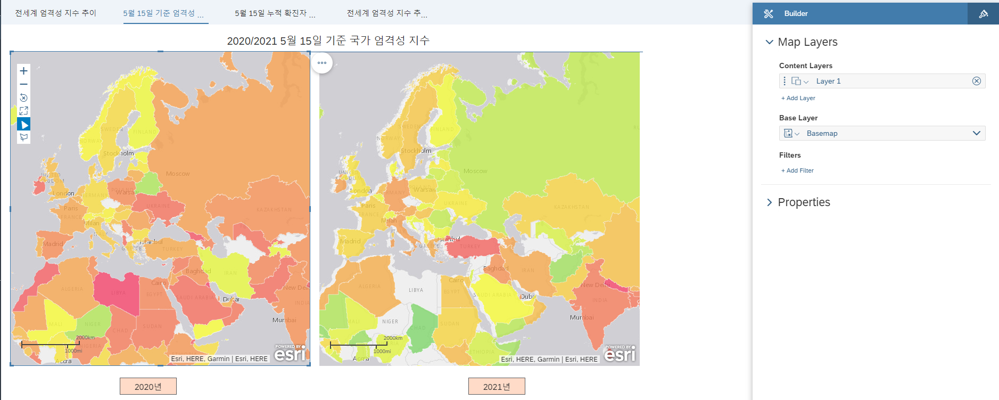 전세계 엄격성 지수 추이
5월 15일 기준 엄격성 ...
5월 15일 누적 확진자 ...
전세계 엄격성 지수 추...
Builder
2020/2021 5월 15일 기준 국가 엄격성 지수
Map Layers
Content Layers
Layer 1
+ Add Layer
Base Layer
Basemap
Filters
+ Add Filter
Properties
SWEDEN
FINLAND
NORWAY
Stockholm
Moscow
UNITED
KINGDOM
London
GERMANY
POLAND
Warsaw
UKRAINE
KAZAKHSTAN
Paris
FRANCE
Milan
ITALY
Istanbul
Madrid
GREECE
TURKEY
Baghdad
IRAN
ALGERIA
LIBYA
Cairo
EGYPT
SAUDI ARABIA
Dubai
New Delhi
INDIA
MALI
NIGER
CHAD
SUDAN
Mumbai
NIGERIA
ETHIOPIA
Accra
2000km
1000mi
Esri, HERE, Garmin | Esri, HERE
POWERED BY
esri
SWEDEN
FINLAND
NORWAY
Stockholm
Moscow
UNITED
KINGDOM
London
GERMANY
POLAND
Warsaw
UKRAINE
KAZAKHSTAN
Paris
FRANCE
Milan
ITALY
Istanbul
Madrid
GREECE
TURKEY
Baghdad
IRAN
ALGERIA
LIBYA
Cairo
EGYPT
SAUDI ARABIA
Dubai
New Delhi
INDIA
MALI
NIGER
CHAD
SUDAN
Mumbai
ETHIOPIA
Accra
2000km
1000mi
Esri, HERE, Garmin | Esri, HERE
POWERED BY
esri
2020년
2021년